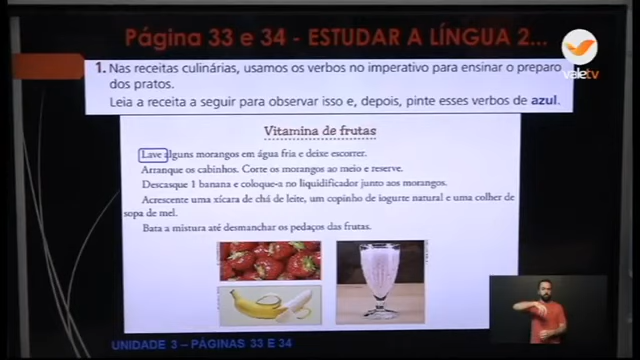 Página 33 e 34 - ESTUDAR A LÍNGUA 2...
valetv
1. Nas receitas culinárias, usamos os verbos no imperativo para ensinar o preparo
dos pratos.
Leia a receita a seguir para observar isso e, depois, pinte esses verbos de azul.
Vitamina de frutas
Lave alguns morangos em água fria e deixe escorrer.
Arranque os cabinhos. Corte os morangos ao meio e reserve.
Descasque 1 banana e coloque-a no liquidificador junto aos morangos.
Acrescente uma xícara de chá de leite, um copinho de iogurte natural e uma colher de
sopa de mel.
Bata a mistura até desmanchar os pedaços das frutas.
UNIDADE 3 – PÁGINAS 33 E 34